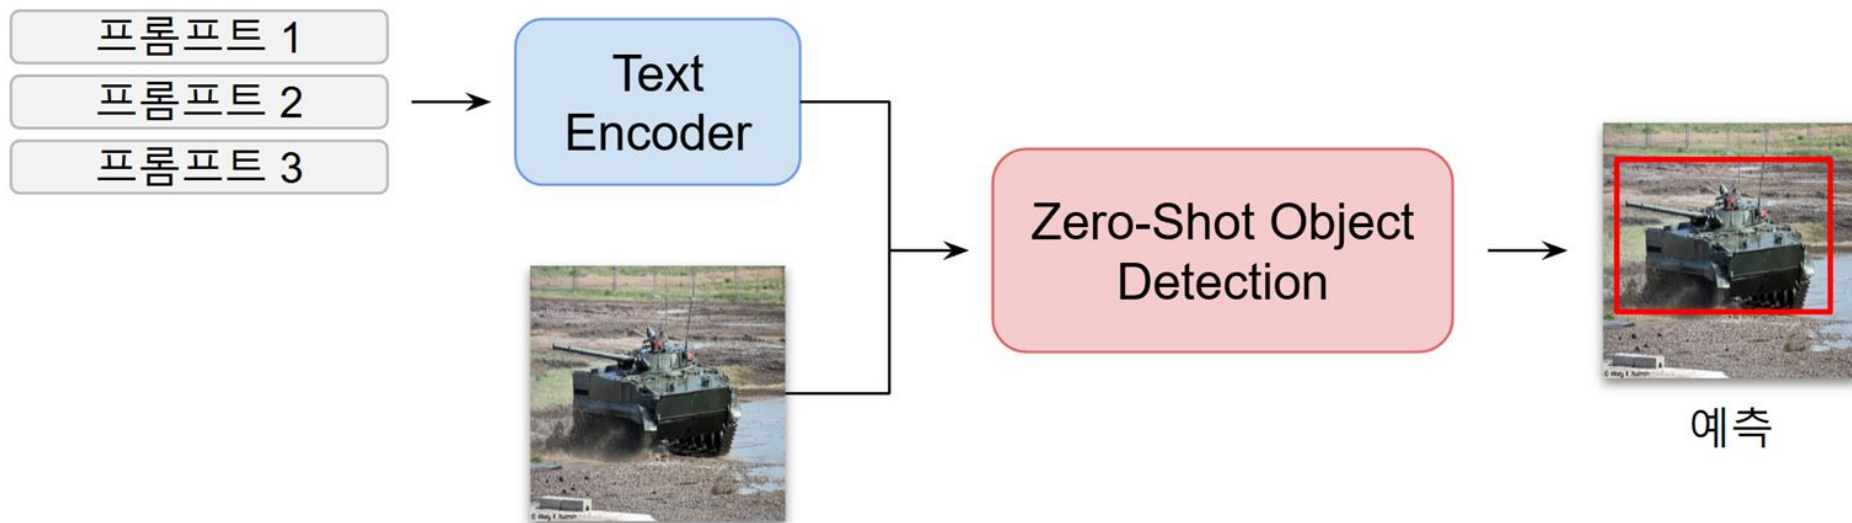 프롬프트 1
프롬프트 2
프롬프트 3
Text
Encoder
Zero-Shot Object
Detection
예측